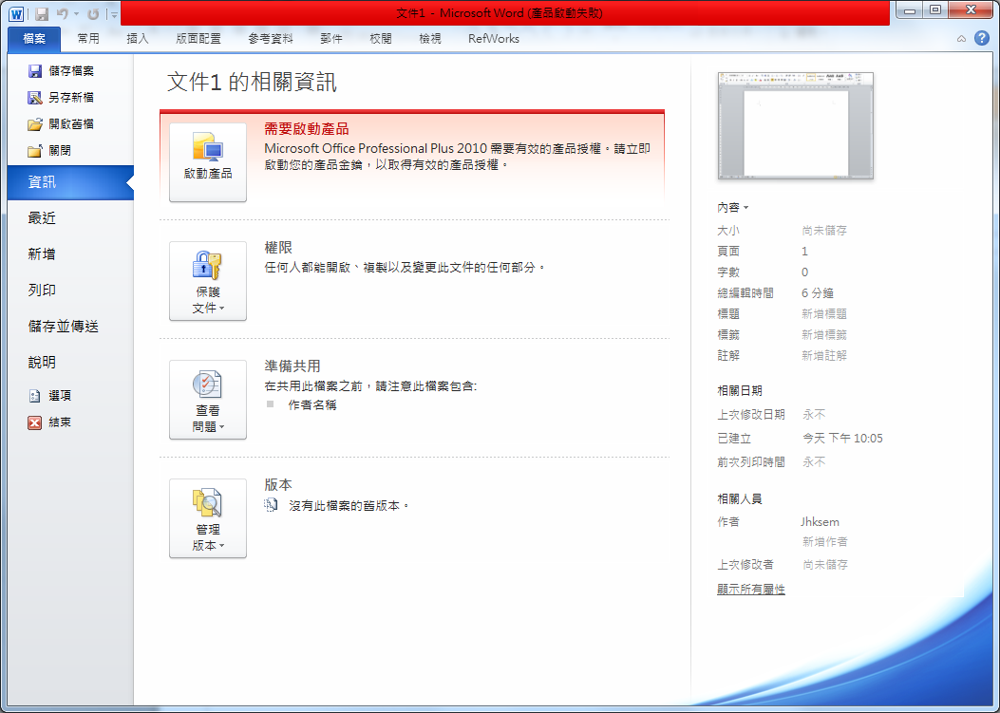 文件1 - Microsoft Word (產品啟動失敗)
檔案 常用 插入 版面配置 參考資料 郵件 校閱 檢視 RefWorks
儲存檔案
另存新檔
開啟舊檔
關閉
資訊
最近
新增
列印
儲存並傳送
說明
選項
結束
文件1 的相關資訊
啟動產品
需要啟動產品
Microsoft Office Professional Plus 2010 需要有效的產品授權。請立即
啟動您的產品金鑰，以取得有效的產品授權。
保護
文件
權限
任何人都能開啟、複製以及變更此文件的任何部分。
查看
問題
準備共用
在共用此檔案之前，請注意此檔案包含:
作者名稱
管理
版本
版本
沒有此檔案的舊版本。
內容
大小 尚未儲存
頁面 1
字數 0
總編輯時間 6 分鐘
標題 新增標題
標籤 新增標籤
註解 新增註解
相關日期
上次修改日期 永不
已建立 今天 下午 10:05
前次列印時間 永不
相關人員
作者 Jhksem
新增作者
上次修改者 尚未儲存
顯示所有屬性